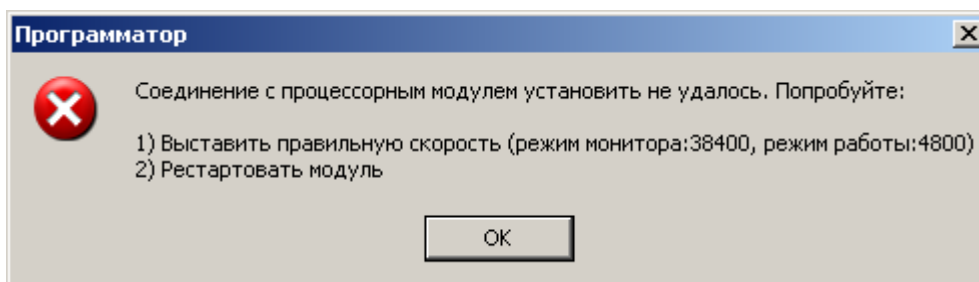 Программатор
Соединение с процессорным модулем установить не удалось. Попробуйте:
1) Выставить правильную скорость (режим монитора:38400, режим работы:4800)
2) Рестартовать модуль
OK